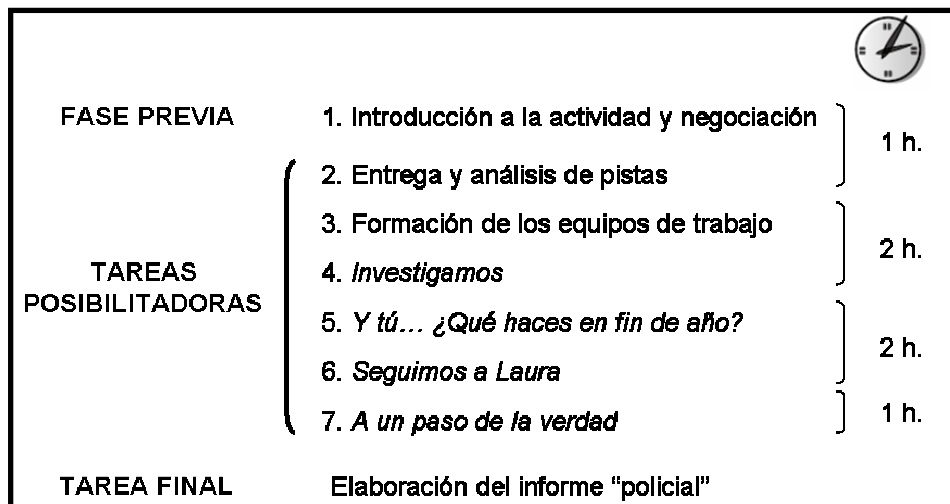 FASE PREVIA
1. Introducción a la actividad y negociación
1 h.
2. Entrega y análisis de pistas
3. Formación de los equipos de trabajo
2 h.
4. Investigamos
TAREAS
POSIBILITADORAS
5. Y tú… ¿Qué haces en fin de año?
2 h.
6. Seguimos a Laura
7. A un paso de la verdad
1 h.
TAREA FINAL
Elaboración del informe “policial”